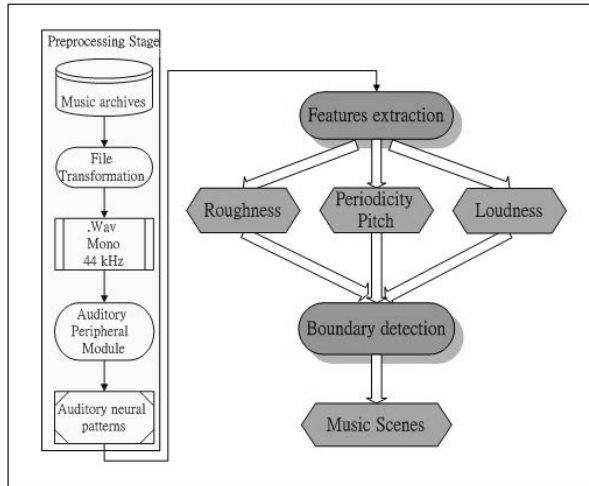 Preprocessing Stage
Music archives
File
Transformation
.Wav
Mono
44 kHz
Auditory
Peripheral
Module
Auditory neural
patterns
Features extraction
Roughness
Periodicity
Pitch
Loudness
Boundary detection
Music Scenes